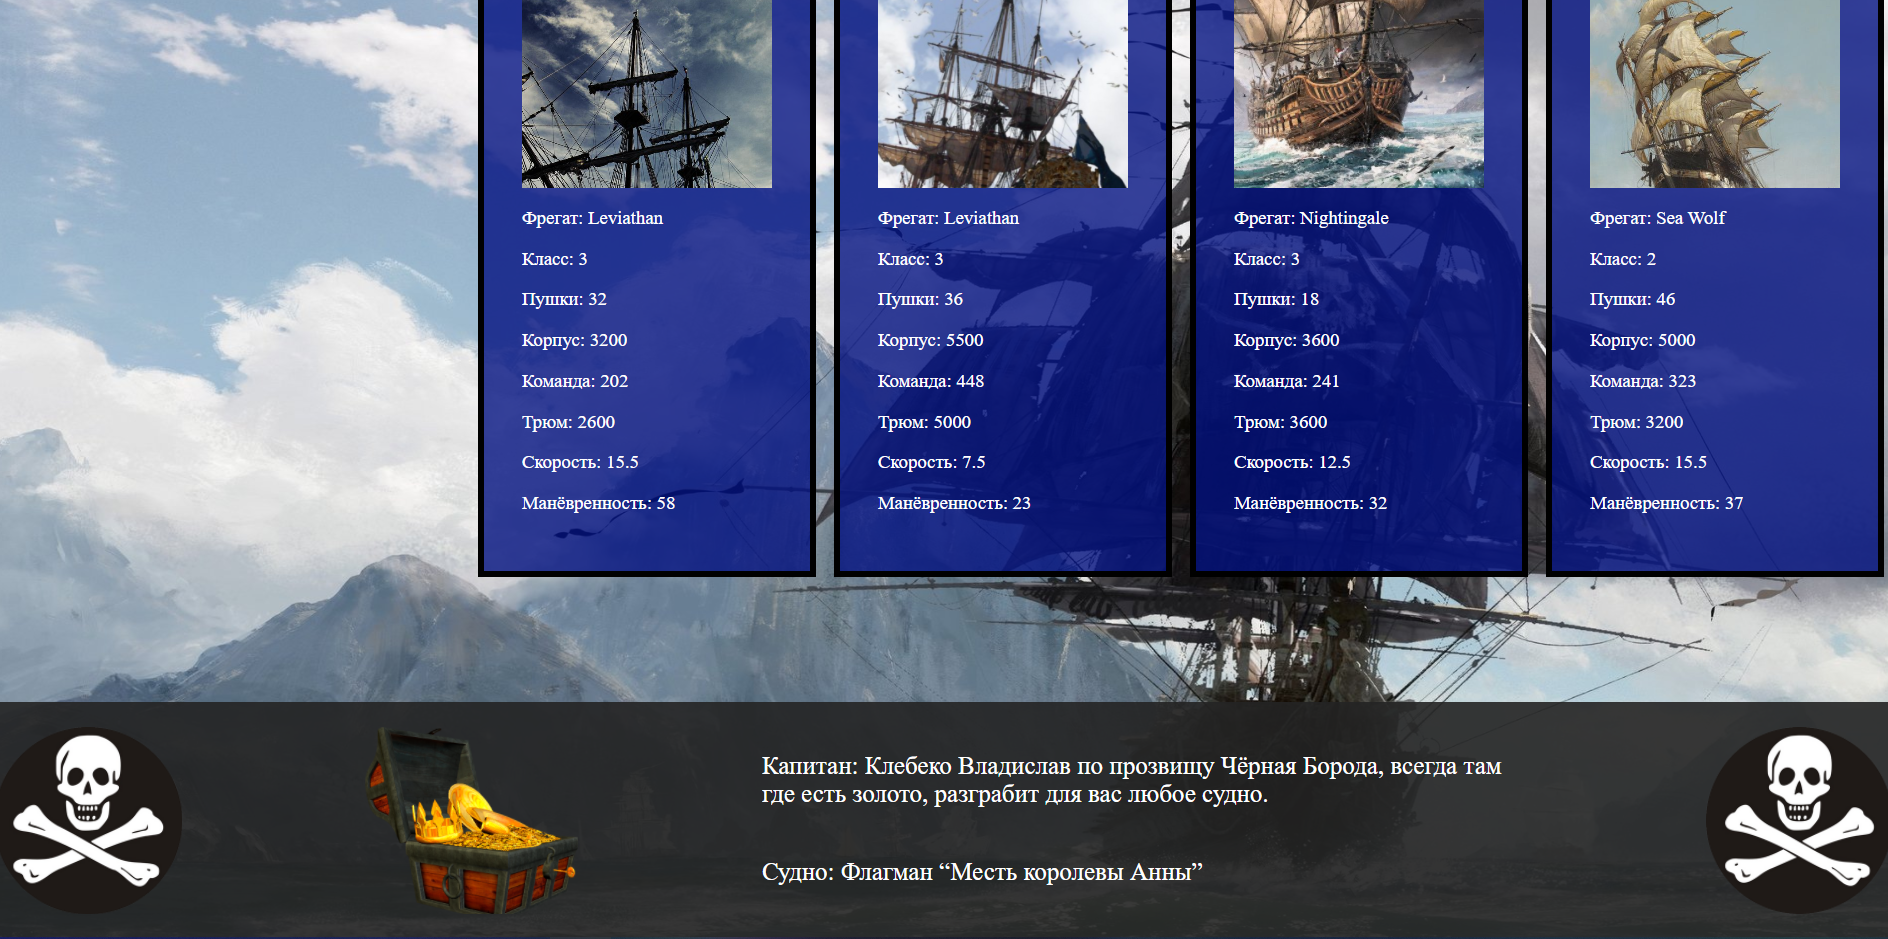 Фрегат: Leviathan
Класс: 3
Пушки: 32
Корпус: 3200
Команда: 202
Трюм: 2600
Скорость: 15.5
Манёвренность: 58
Фрегат: Leviathan
Класс: 3
Пушки: 36
Корпус: 5500
Команда: 448
Трюм: 5000
Скорость: 7.5
Манёвренность: 23
Фрегат: Nightingale
Класс: 3
Пушки: 18
Корпус: 3600
Команда: 241
Трюм: 3600
Скорость: 12.5
Манёвренность: 32
Фрегат: Sea Wolf
Класс: 2
Пушки: 46
Корпус: 5000
Команда: 323
Трюм: 3200
Скорость: 15.5
Манёвренность: 37
Капитан: Клебеко Владислав по прозвищу Чёрная Борода, всегда там
где есть золото, разграбит для вас любое судно.
Судно: Флагман “Месть королевы Анны”